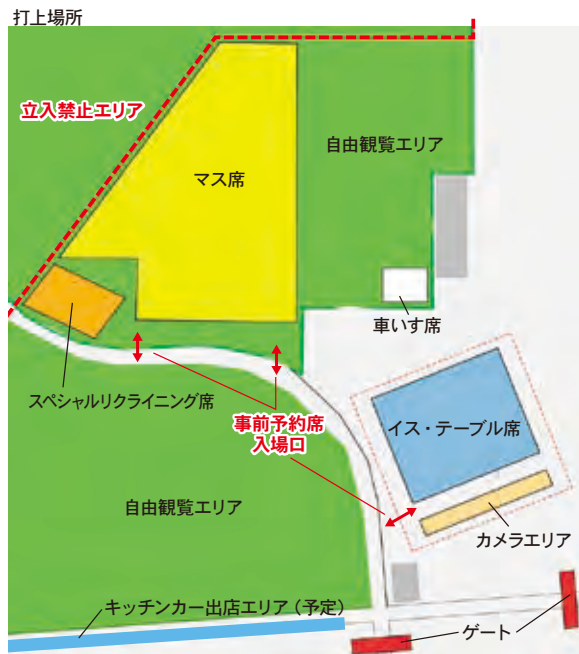 打上場所
立入禁止エリア
自由観覧エリア
マス席
車いす席
スペシャルリクライニング席
事前予約席
入場口
イス・テーブル席
自由観覧エリア
カメラエリア
キッチンカー出店エリア（予定）
ゲート